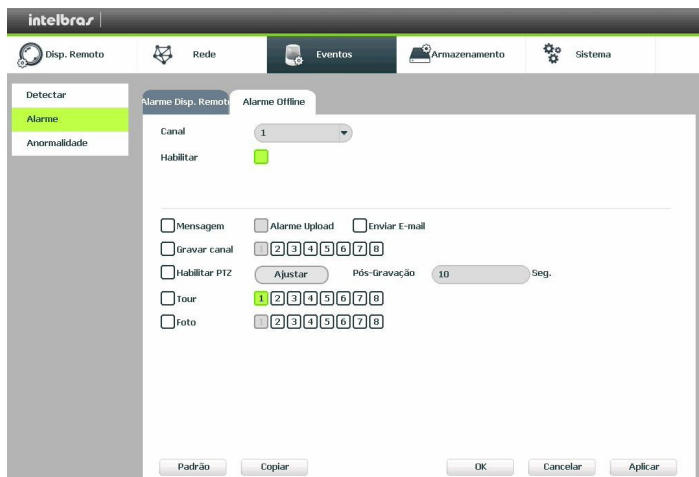 intelbras
Disp. Remoto Rede Eventos Armazenamento Sistema
Detectar
Alarme
Anormalidade
Alarme Disp. Remot Alarme Offline
Canal 1
Habilitar
Mensagem Alarme Upload Enviar E-mail
Gravar canal 1 2 3 4 5 6 7 8
Habilitar PTZ Ajustar Pós-Gravação 10 Seg.
Tour 1 2 3 4 5 6 7 8
Foto 1 2 3 4 5 6 7 8
Padrão Copiar OK Cancelar Aplicar